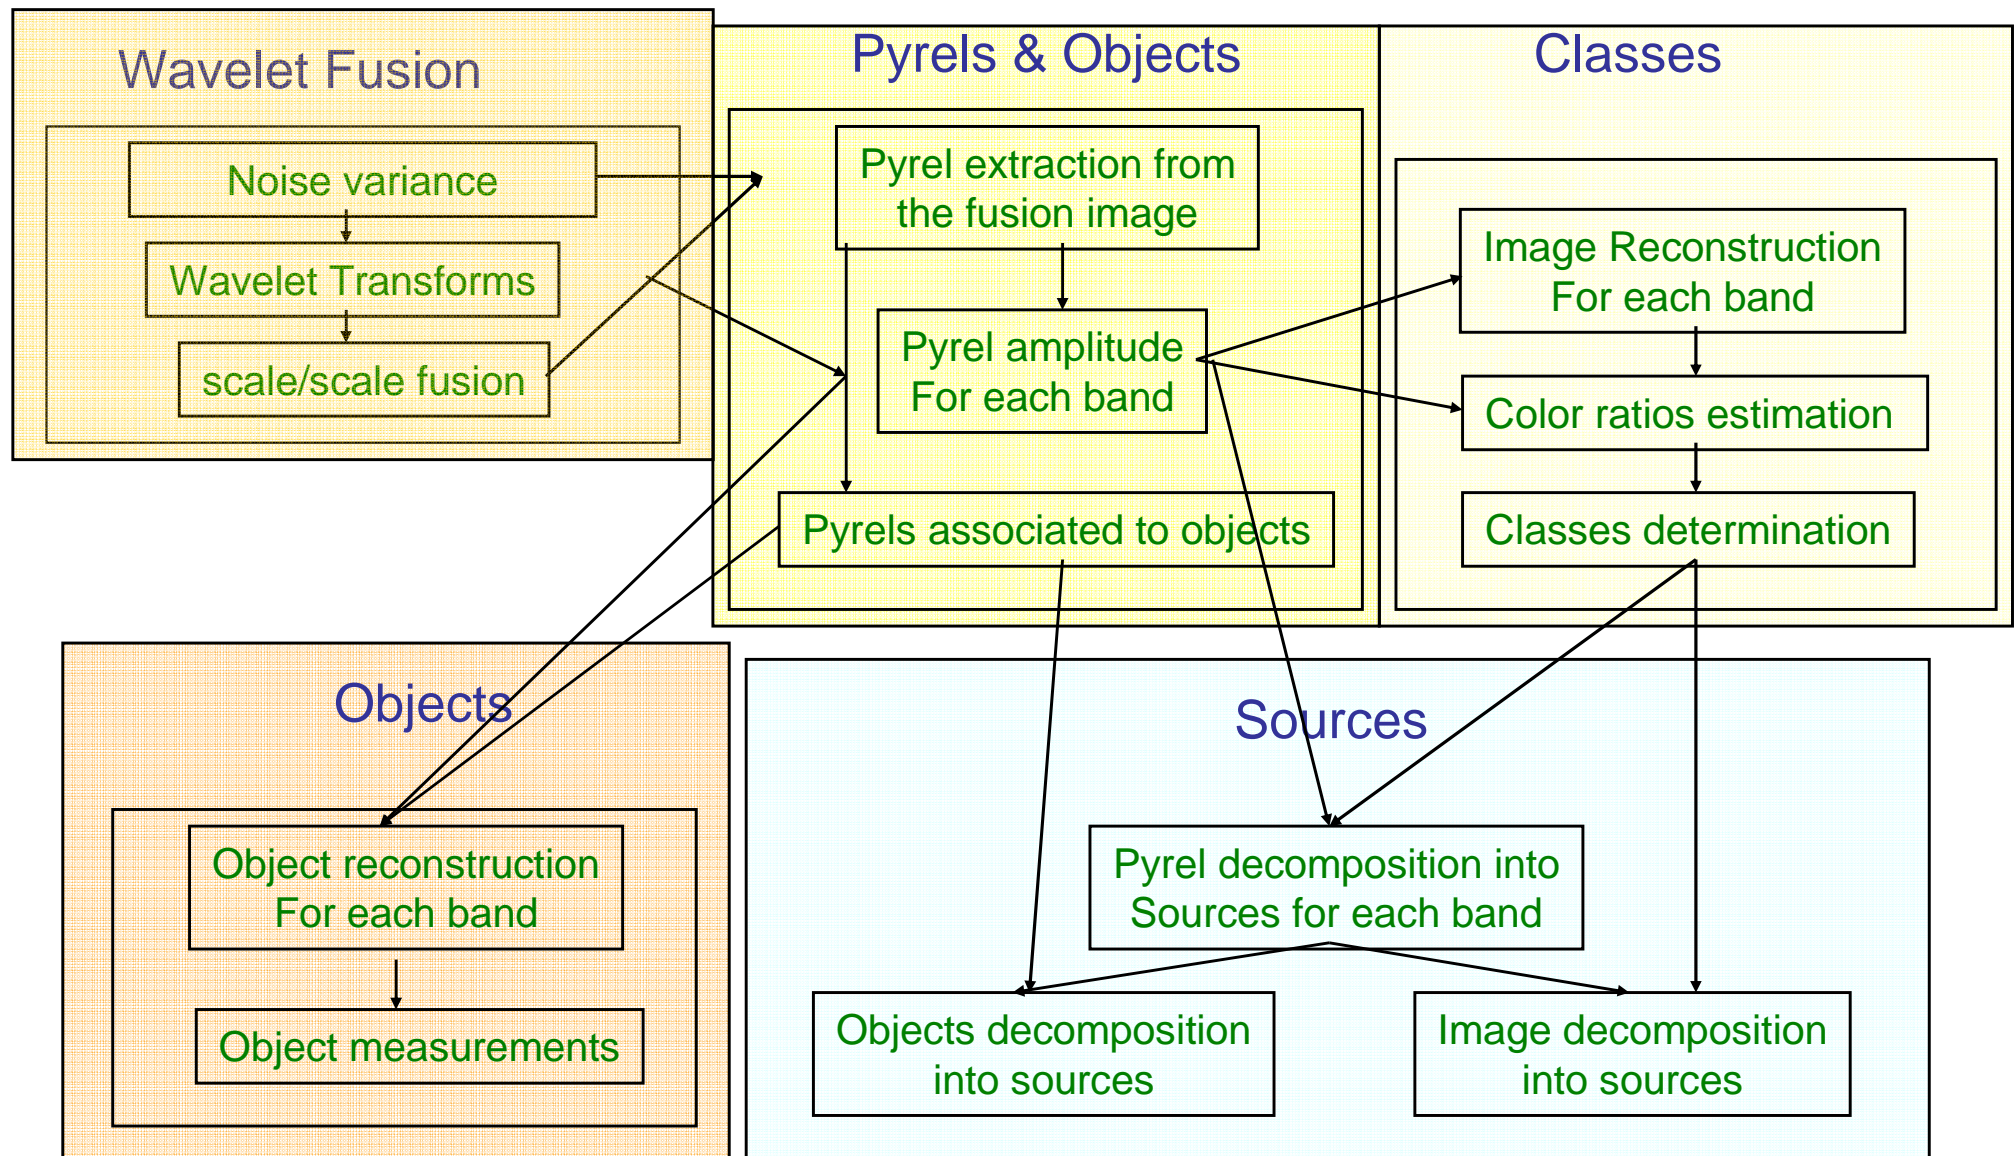 Wavelet Fusion
Noise variance
Wavelet Transforms
scale/scale fusion
Pyrels & Objects
Pyrel extraction from
the fusion image
Pyrel amplitude
For each band
Pyrels associated to objects
Classes
Image Reconstruction
For each band
Color ratios estimation
Classes determination
Objects
Object reconstruction
For each band
Object measurements
Sources
Pyrel decomposition into
Sources for each band
Objects decomposition
into sources
Image decomposition
into sources